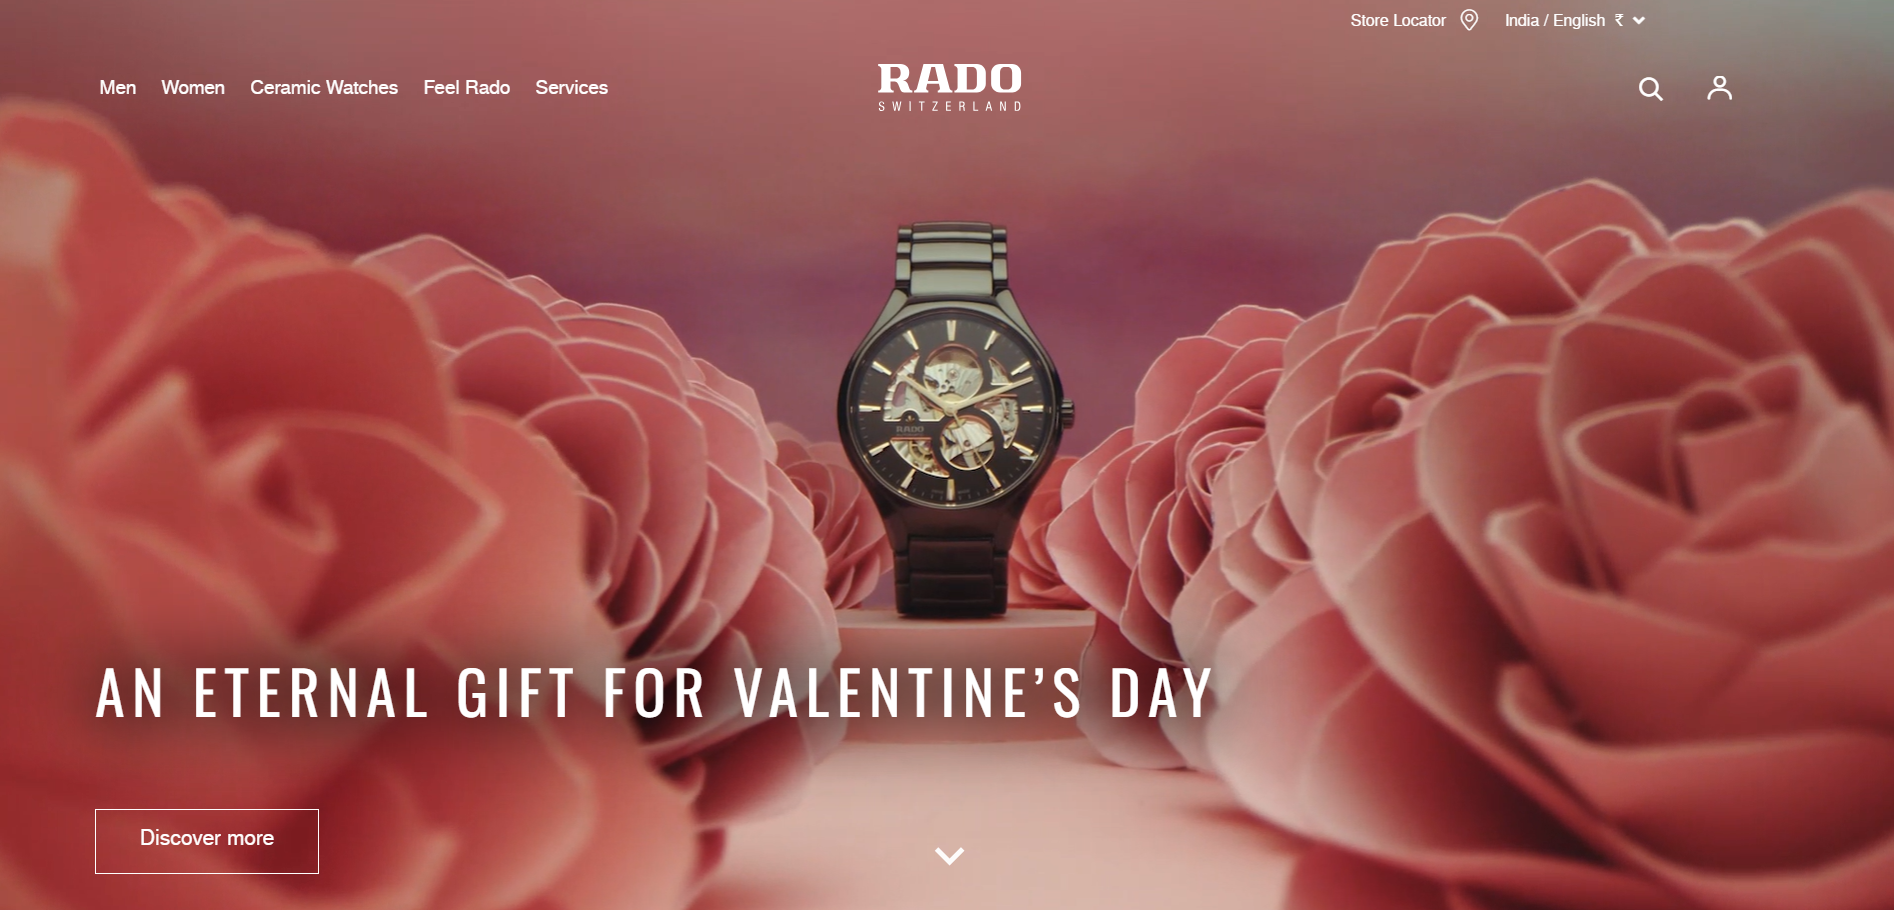 Store Locator
India / English ₹
Men Women Ceramic Watches Feel Rado Services
RADO
SWITZERLAND
RADO
AN ETERNAL GIFT FOR VALENTINE’S DAY
Discover more